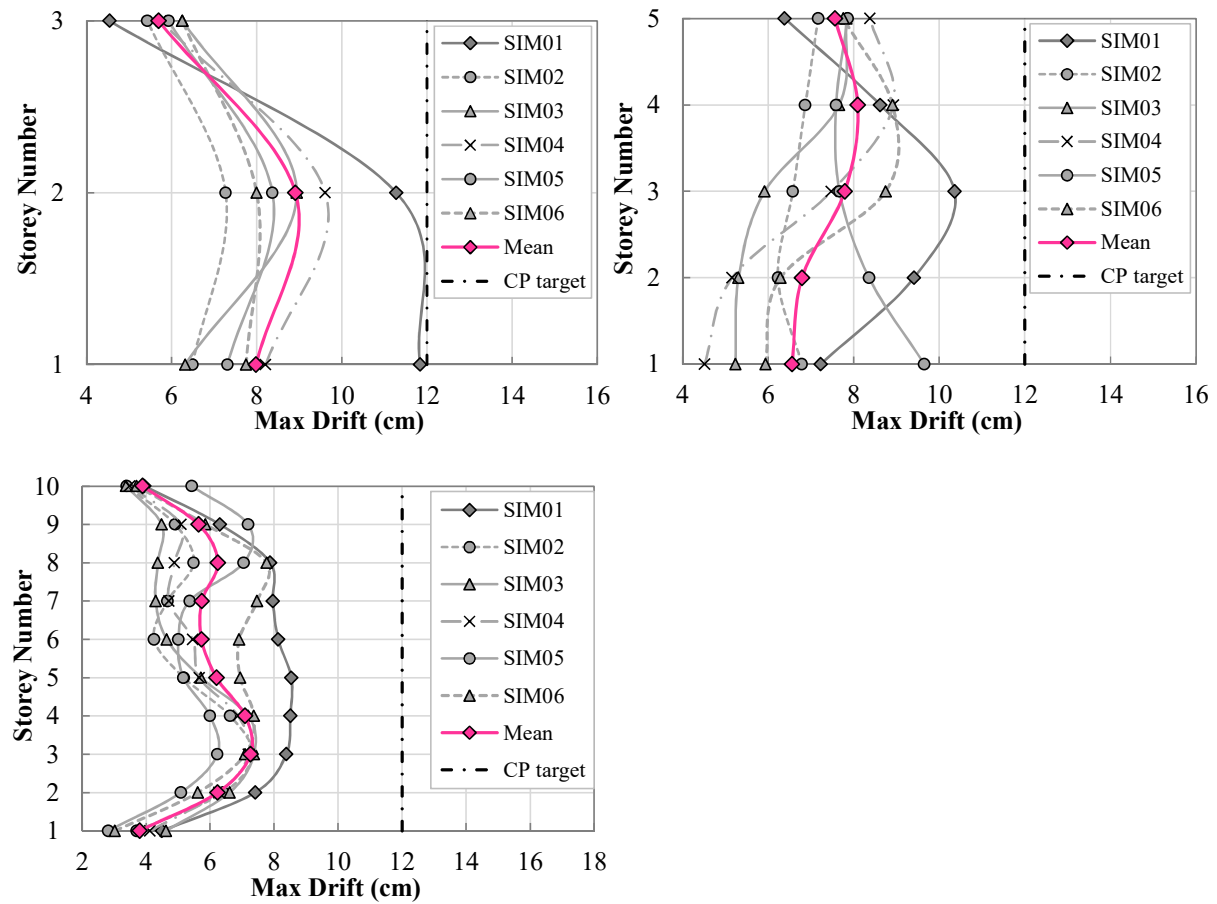 3
2
1
Storey Number
4
6
8
10
12
14
16
Max Drift (cm)
SIM01
SIM02
SIM03
SIM04
SIM05
SIM06
Mean
CP target
5
4
3
2
1
Storey Number
4
6
8
10
12
14
16
Max Drift (cm)
SIM01
SIM02
SIM03
SIM04
SIM05
SIM06
Mean
CP target
10
9
8
7
6
5
4
3
2
1
Storey Number
2
4
6
8
10
12
14
16
18
Max Drift (cm)
SIM01
SIM02
SIM03
SIM04
SIM05
SIM06
Mean
CP target